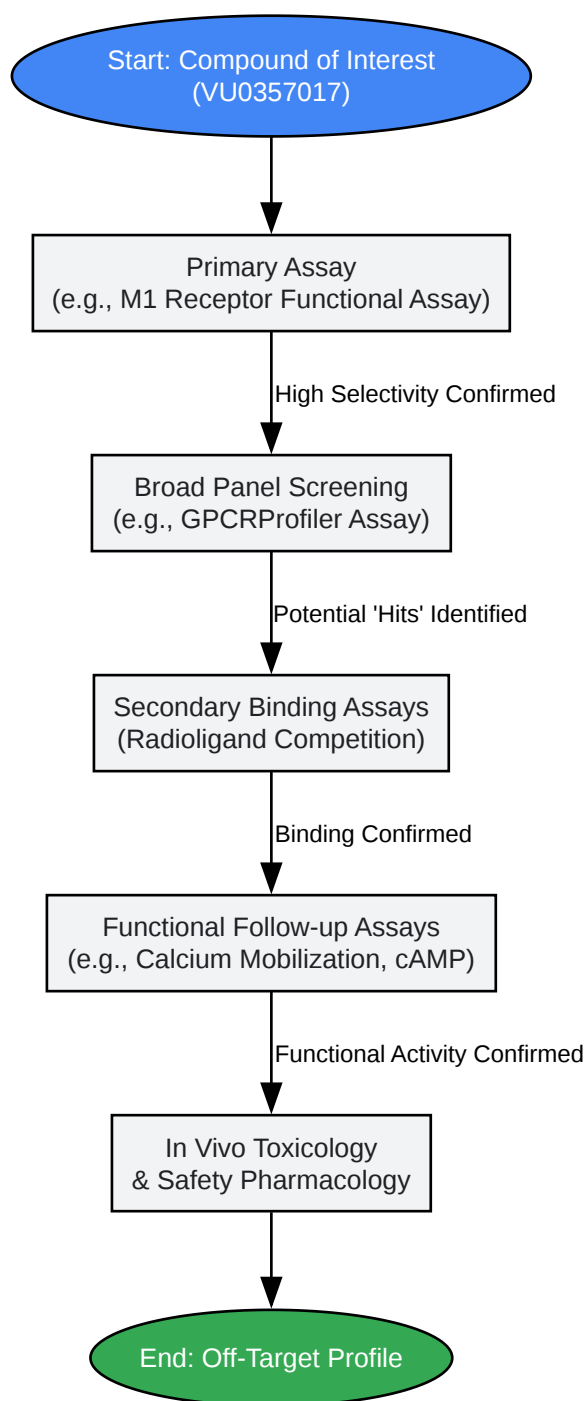 Start: Compound of Interest
(VU0357017)
Primary Assay
(e.g., M1 Receptor Functional Assay)
High Selectivity Confirmed
Broad Panel Screening
(e.g., GPCRProfiler Assay)
Potential 'Hits' Identified
Secondary Binding Assays
(Radioligand Competition)
Binding Confirmed
Functional Follow-up Assays
(e.g., Calcium Mobilization, cAMP)
Functional Activity Confirmed
In Vivo Toxicology
& Safety Pharmacology
End: Off-Target Profile